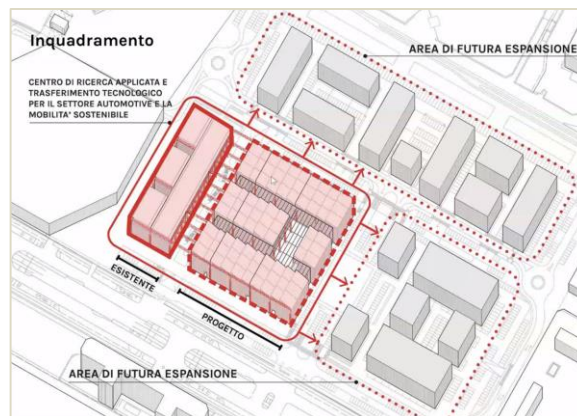 Inquadramento
AREA DI FUTURA ESPANSIONE
CENTRO DI RICERCA APPLICATA E
TRASFERIMENTO TECNOLOGICO
PER IL SETTORE AUTOMOTIVE E LA
MOBILITA' SOSTENIBILE
ESISTENTE
PROGETTO
AREA DI FUTURA ESPANSIONE